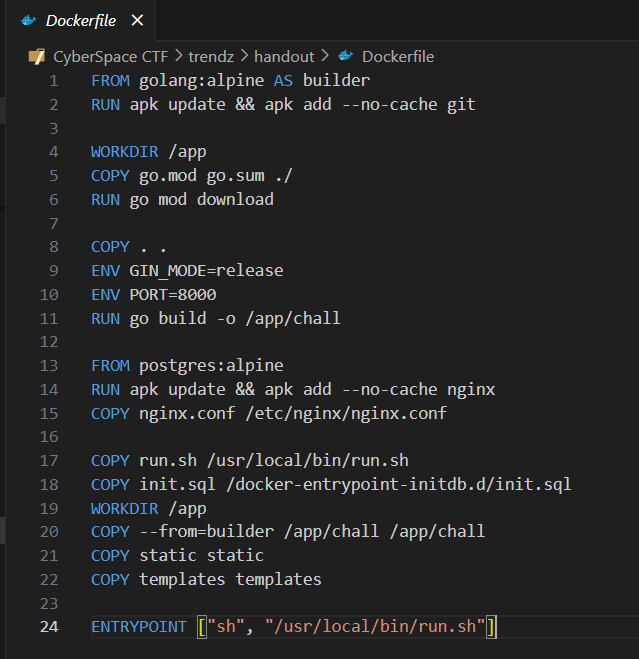 Dockerfile ✕
CyberSpace CTF > trendz > handout > Dockerfile
1 FROM golang:alpine AS builder
2 RUN apk update && apk add --no-cache git
3
4 WORKDIR /app
5 COPY go.mod go.sum ./
6 RUN go mod download
7
8 COPY . .
9 ENV GIN_MODE=release
10 ENV PORT=8000
11 RUN go build -o /app/chall
12
13 FROM postgres:alpine
14 RUN apk update && apk add --no-cache nginx
15 COPY nginx.conf /etc/nginx/nginx.conf
16
17 COPY run.sh /usr/local/bin/run.sh
18 COPY init.sql /docker-entrypoint-initdb.d/init.sql
19 WORKDIR /app
20 COPY --from=builder /app/chall /app/chall
21 COPY static static
22 COPY templates templates
23
24 ENTRYPOINT ["sh", "/usr/local/bin/run.sh"]